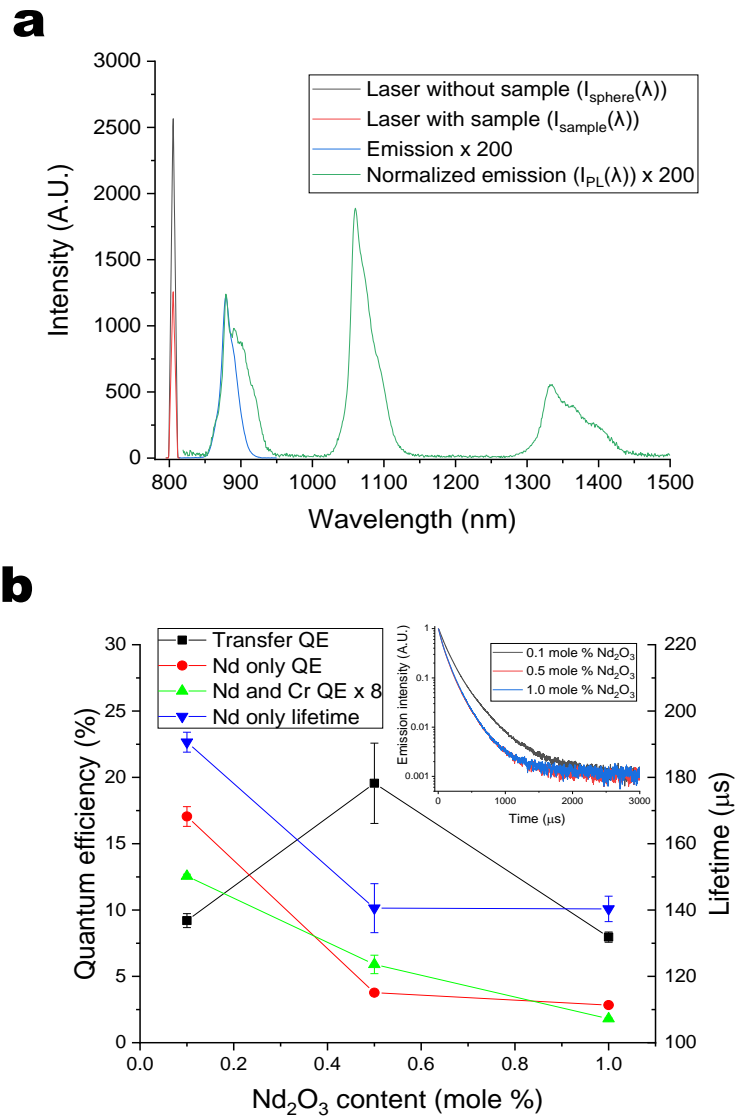 a
3000
2500
2000
1500
1000
500
0
Intensity (A.U.)
Laser without sample (I_sphere(λ))
Laser with sample (I_sample(λ))
Emission x 200
Normalized emission (I_PL(λ)) x 200
800 900 1000 1100 1200 1300 1400 1500
Wavelength (nm)
b
30
25
20
15
10
5
0
Quantum efficiency (%)
Transfer QE
Nd only QE
Nd and Cr QE x 8
Nd only lifetime
1
0.1
0.01
0.001
Emission intensity (A.U.)
0.1 mole % Nd₂O₃
0.5 mole % Nd₂O₃
1.0 mole % Nd₂O₃
0 1000 2000 3000
Time (μs)
220
200
180
160
140
120
100
Lifetime (μs)
0.0 0.2 0.4 0.6 0.8 1.0
Nd₂O₃ content (mole %)